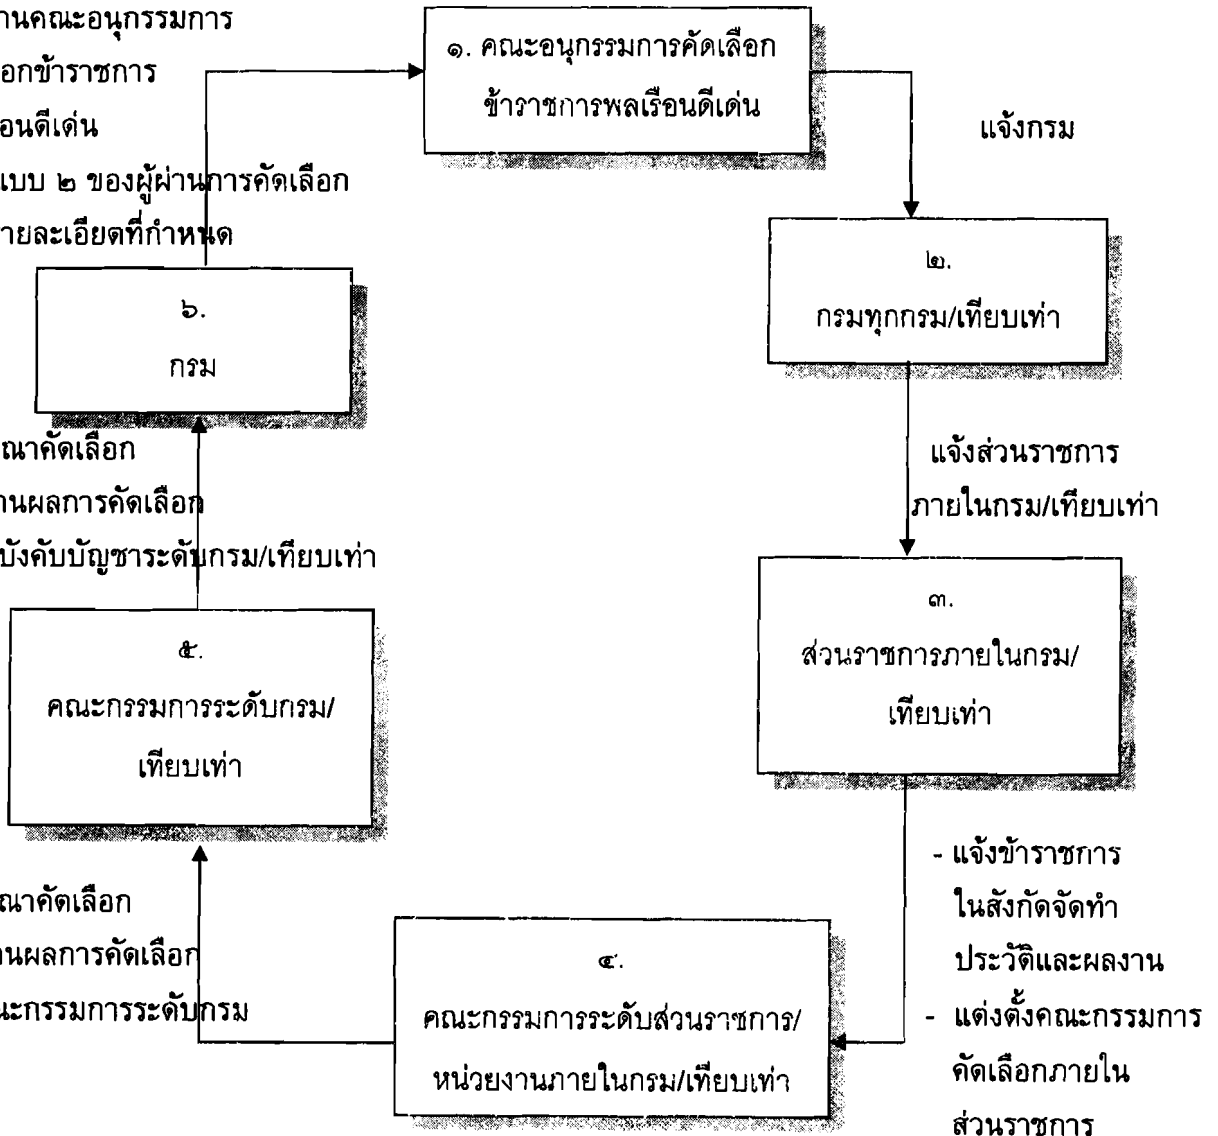 านคณะอนุกรรมการ
อกข้าราชการ
อนดีเด่น
แบบ ๒ ของผู้ผ่านการคัดเลือก
ายละเอียดที่กำหนด
๑. คณะอนุกรรมการคัดเลือก
ข้าราชการพลเรือนดีเด่น
แจ้งกรม
๒.
กรมทุกกรม/เทียบเท่า
แจ้งส่วนราชการ
ภายในกรม/เทียบเท่า
๓.
ส่วนราชการภายในกรม/
เทียบเท่า
- แจ้งข้าราชการ
ในสังกัดจัดทำ
ประวัติและผลงาน
- แต่งตั้งคณะกรรมการ
คัดเลือกภายใน
ส่วนราชการ
๔.
คณะกรรมการระดับส่วนราชการ/
หน่วยงานภายในกรม/เทียบเท่า
ณาคัดเลือก
านผลการคัดเลือก
ณะกรรมการระดับกรม
๕.
คณะกรรมการระดับกรม/
เทียบเท่า
ณาคัดเลือก
านผลการคัดเลือก
บังคับบัญชาระดับกรม/เทียบเท่า
๖.
กรม